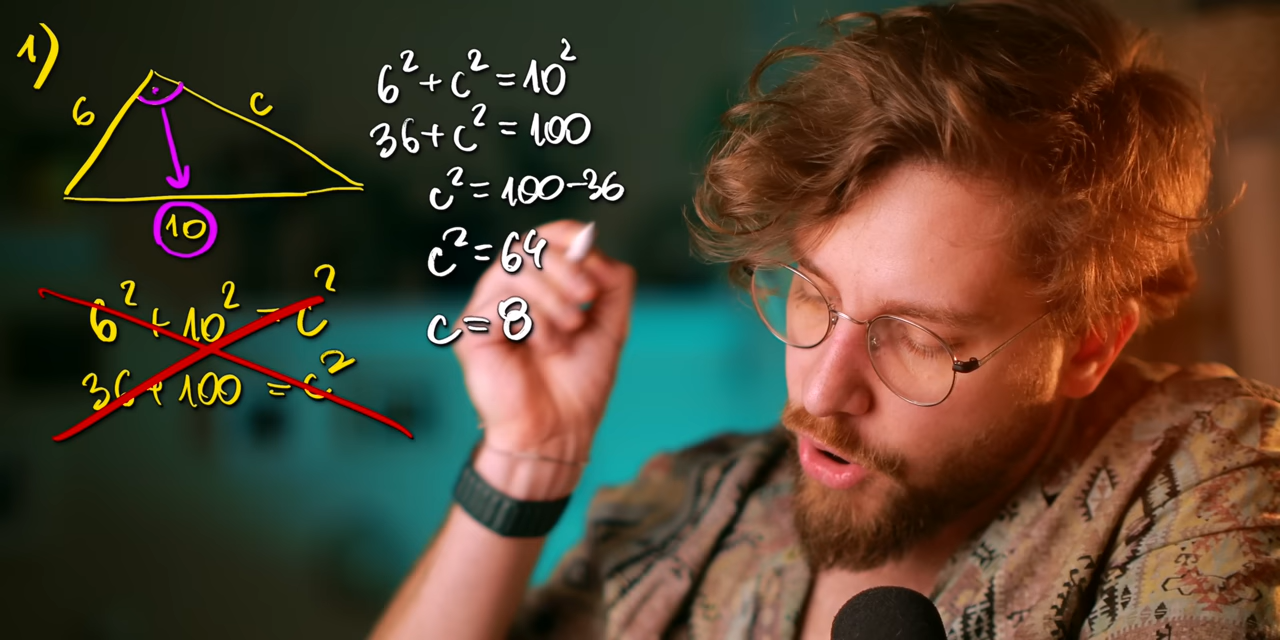 1)
6
c
10
6² + 10² = c²
36 + 100 = c²
6² + c² = 10²
36 + c² = 100
c² = 100 - 36
c² = 64
c = 8